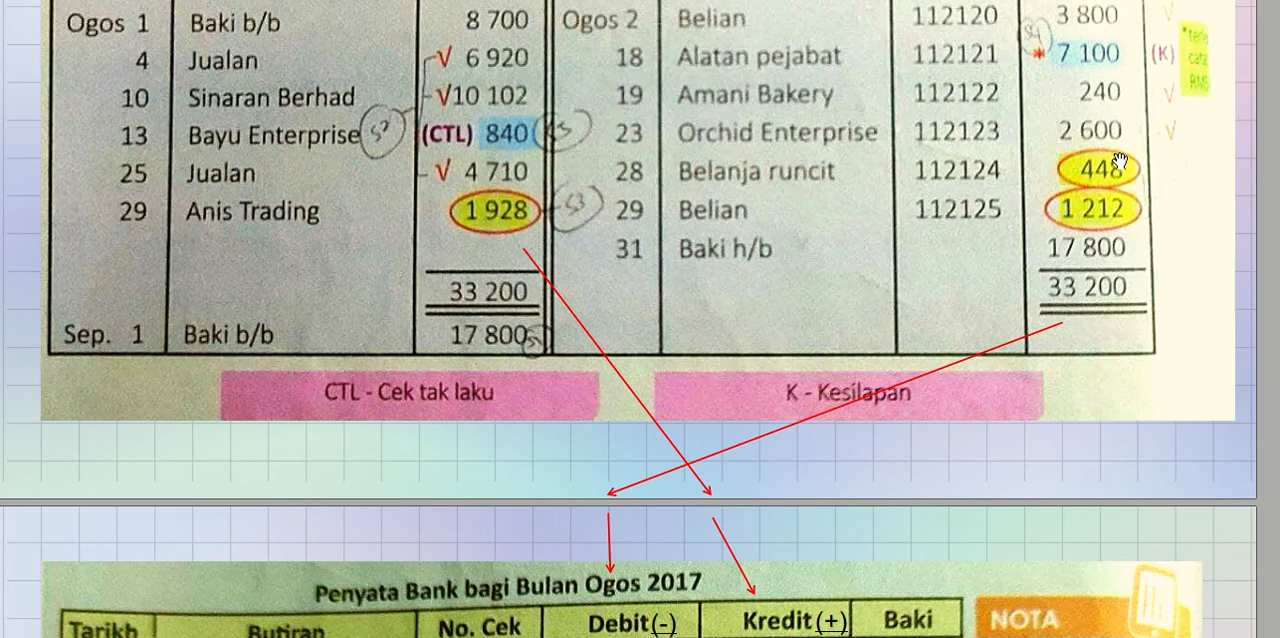 Ogos 1 Baki b/b 8 700 Ogos 2 Belian 112120 3 800 √
4 Jualan √ 6 920 18 Alatan pejabat 112121 * 7 100 (K)
10 Sinaran Berhad √10 102 19 Amani Bakery 112122 240 √
13 Bayu Enterprise (CTL) 840 23 Orchid Enterprise 112123 2 600 √
25 Jualan √ 4 710 28 Belanja runcit 112124 448
29 Anis Trading 1 928 29 Belian 112125 1 212
31 Baki h/b 17 800
33 200 33 200
Sep. 1 Baki b/b 17 800
CTL - Cek tak laku K - Kesilapan
Penyata Bank bagi Bulan Ogos 2017
Tarikh Butiran No. Cek Debit (-) Kredit (+) Baki NOTA